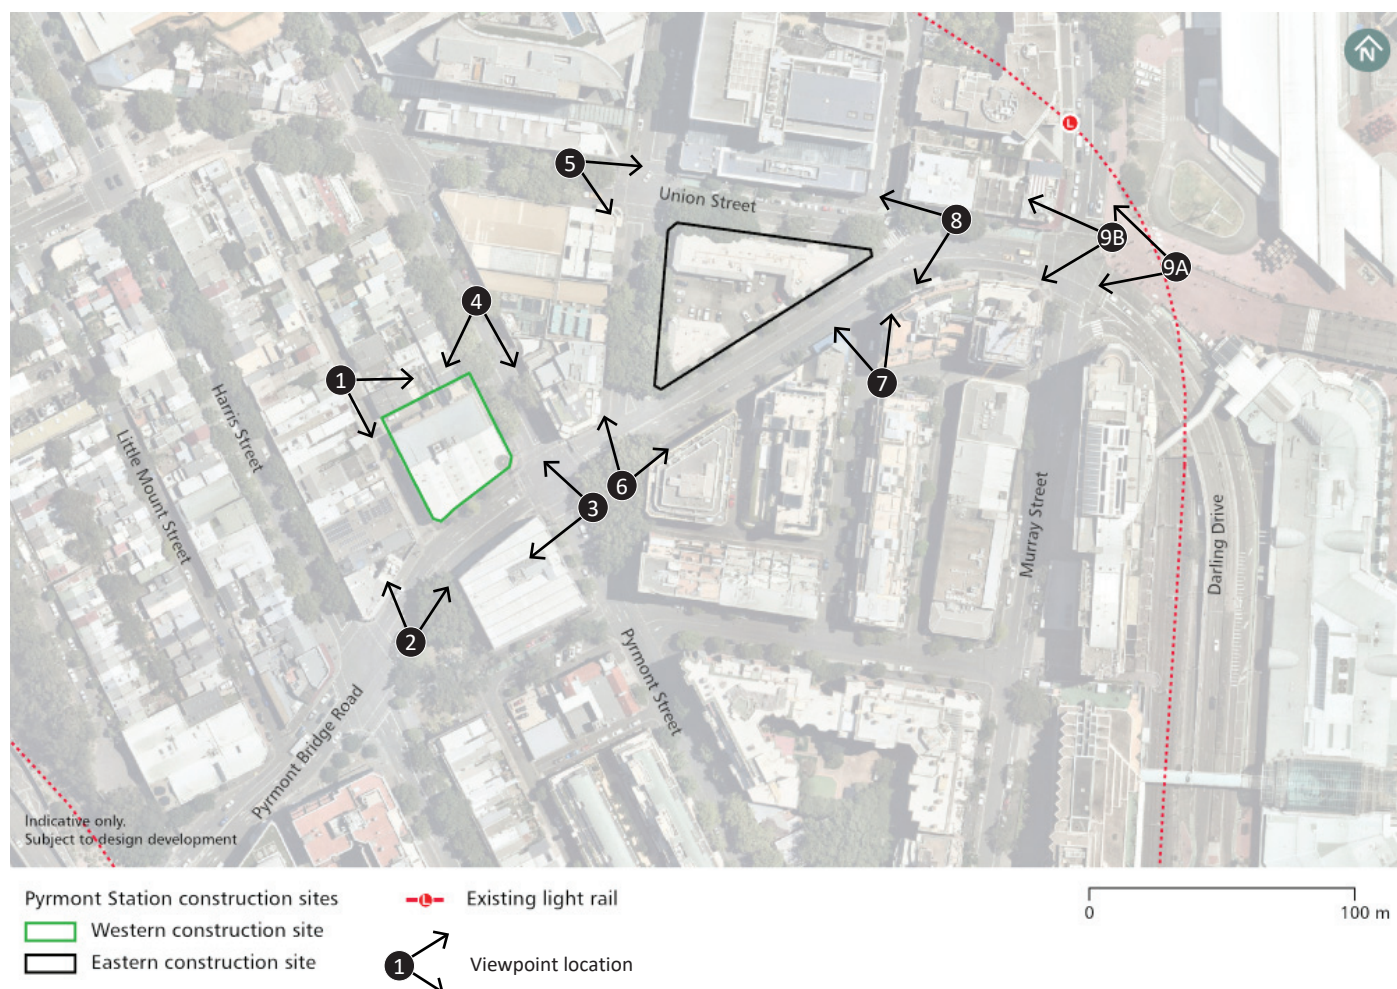 N
L
5
Union Street
8
9B
9A
4
1
7
Harris Street
Little Mount Street
6
3
Murray Street
Darling Drive
2
Pyrmont Street
Pyrmont Bridge Road
Indicative only.
Subject to design development
Pyrmont Station construction sites
Western construction site
Eastern construction site
L Existing light rail
1 Viewpoint location
0 100 m